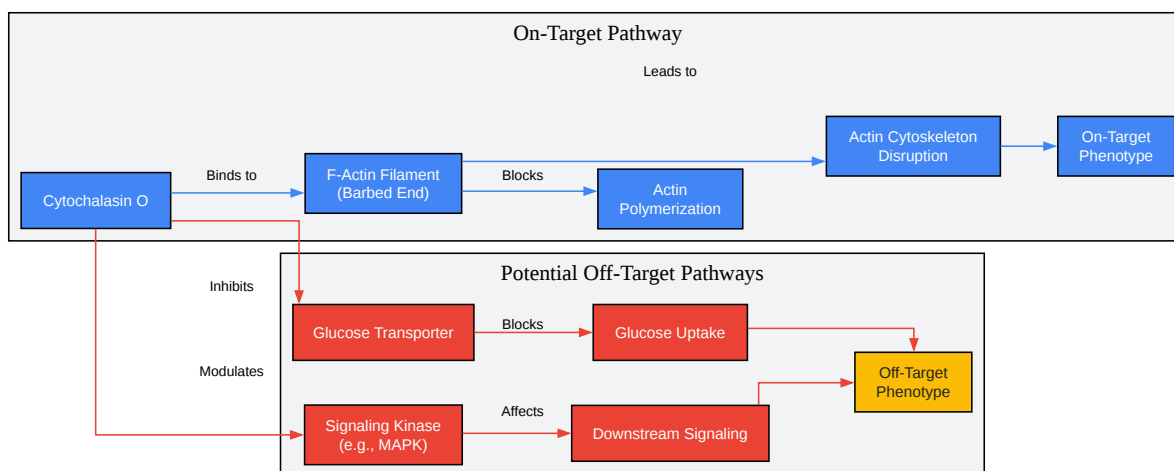 On-Target Pathway
Leads to
Actin Cytoskeleton
Disruption
On-Target
Phenotype
Binds to
F-Actin Filament
(Barbed End)
Blocks
Actin
Polymerization
Cytochalasin O
Potential Off-Target Pathways
Inhibits
Glucose Transporter
Blocks
Glucose Uptake
Modulates
Off-Target
Phenotype
Signaling Kinase
(e.g., MAPK)
Affects
Downstream Signaling